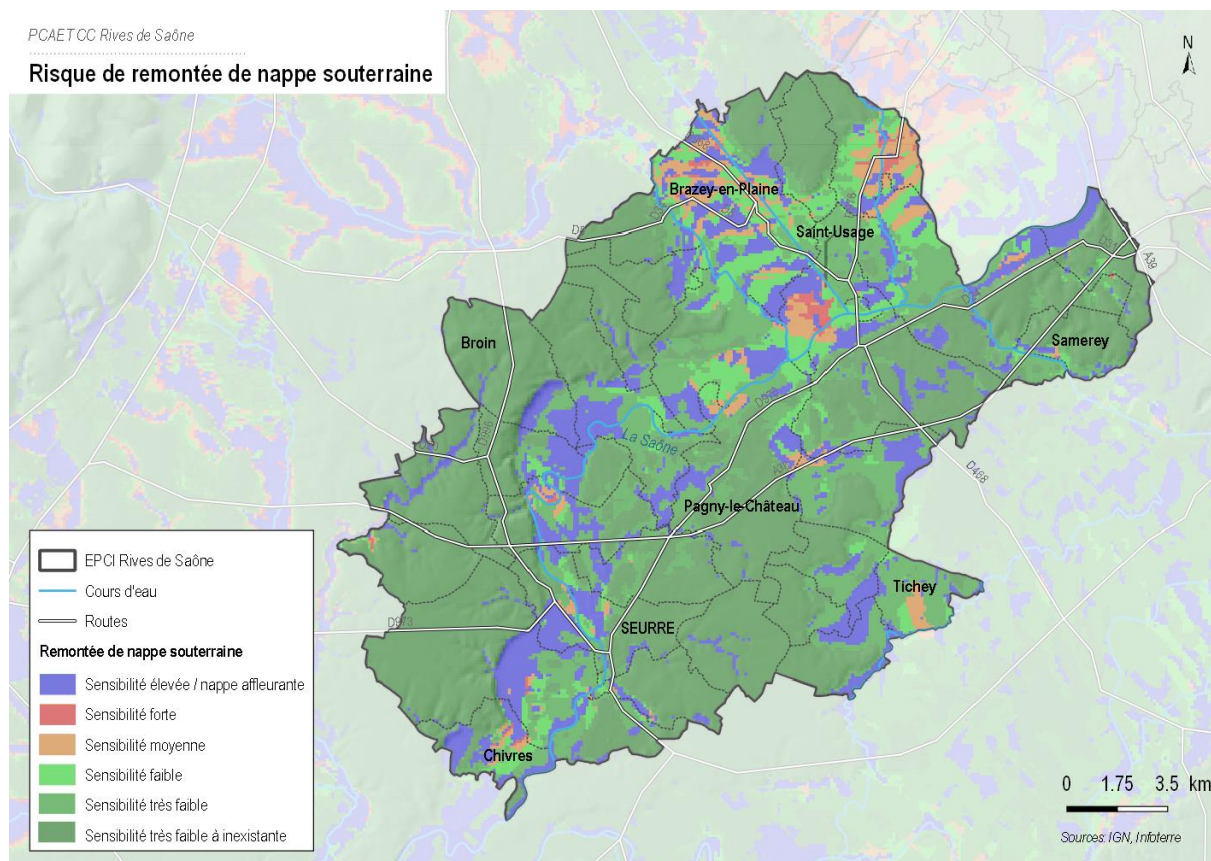 PCAET CC Rives de Saône
Risque de remontée de nappe souterraine
N
Brazey-en-Plaine
Saint-Usage
A39
Samerey
Broin
La Saône
D468
Pagny-le-Château
Tichey
D973
SEURRE
Chivres
EPCI Rives de Saône
Cours d'eau
Routes
Remontée de nappe souterraine
Sensibilité élevée / nappe affleurante
Sensibilité forte
Sensibilité moyenne
Sensibilité faible
Sensibilité très faible
Sensibilité très faible à inexistante
0 1.75 3.5 km
Sources: IGN, Infoterre